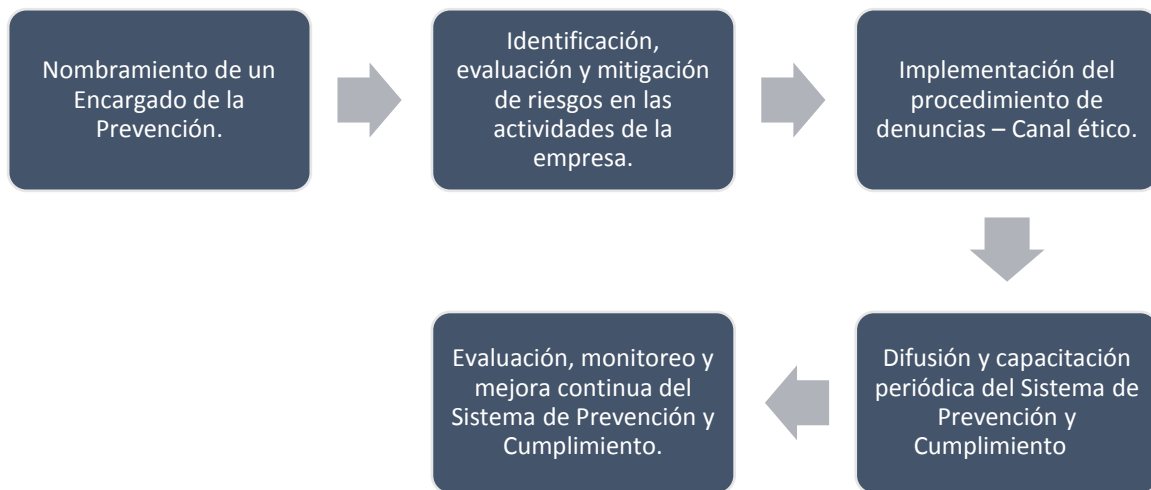 Nombramiento de un
Encargado de la
Prevención.
Identificación,
evaluación y mitigación
de riesgos en las
actividades de la
empresa.
Implementación del
procedimiento de
denuncias – Canal ético.
Difusión y capacitación
periódica del Sistema de
Prevención y
Cumplimiento
Evaluación, monitoreo y
mejora continua del
Sistema de Prevención y
Cumplimiento.